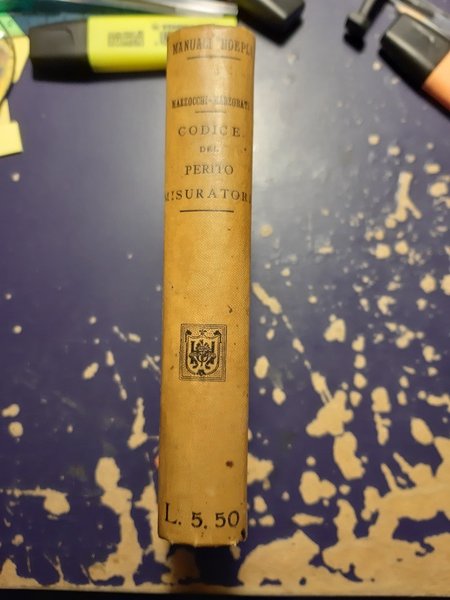 MANUALI HOEPLI
MAZZOCCHI-MARZORATI
CODICE
DEL
PERITO
MISURATORE
L. 5.50